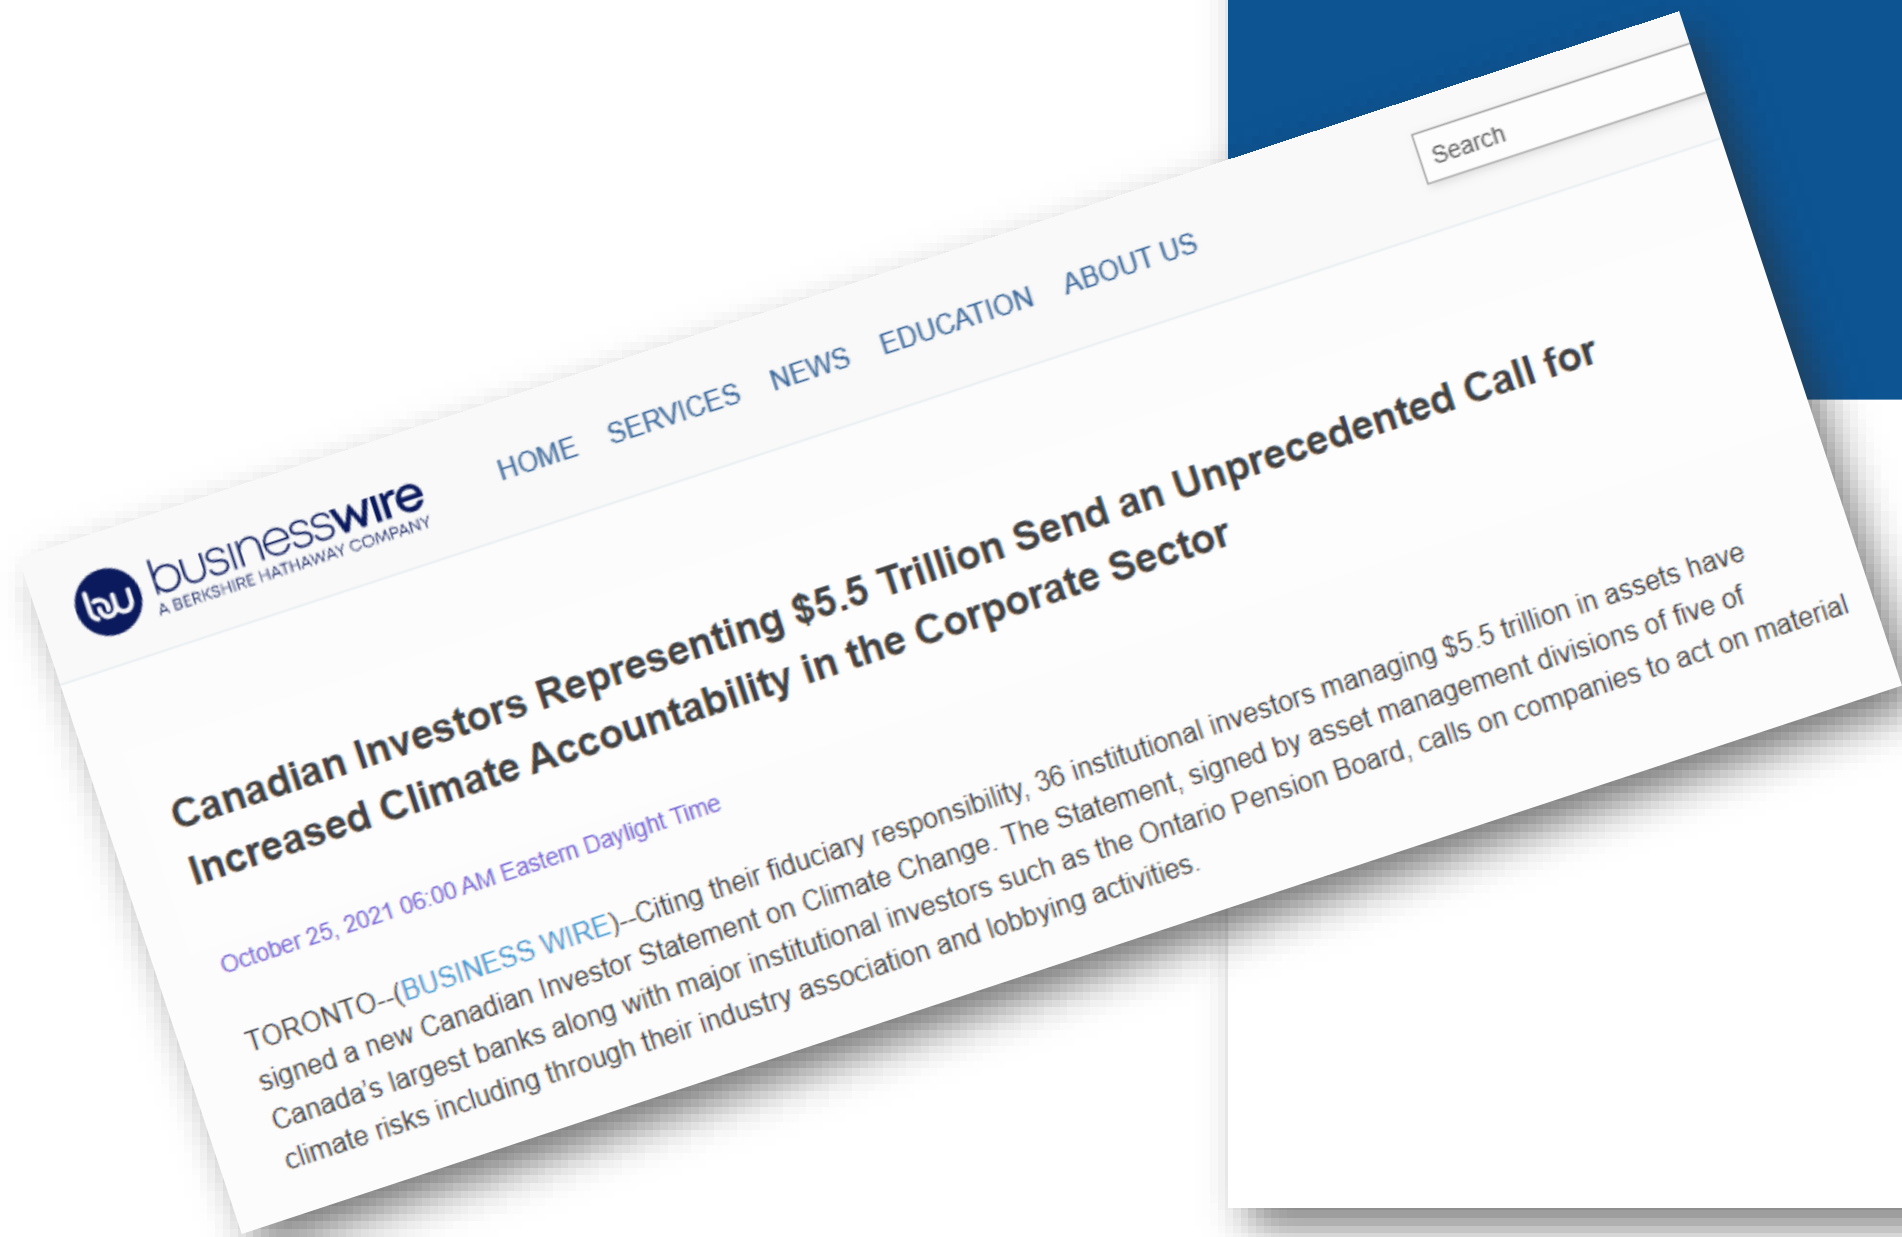 Search
businesswire
A BERKSHIRE HATHAWAY COMPANY
HOME SERVICES NEWS EDUCATION ABOUT US
Canadian Investors Representing $5.5 Trillion Send an Unprecedented Call for
Increased Climate Accountability in the Corporate Sector
October 25, 2021 06:00 AM Eastern Daylight Time
TORONTO--(BUSINESS WIRE)--Citing their fiduciary responsibility, 36 institutional investors managing $5.5 trillion in assets have
signed a new Canadian Investor Statement on Climate Change. The Statement, signed by asset management divisions of five of
Canada's largest banks along with major institutional investors such as the Ontario Pension Board, calls on companies to act on material
climate risks including through their industry association and lobbying activities.